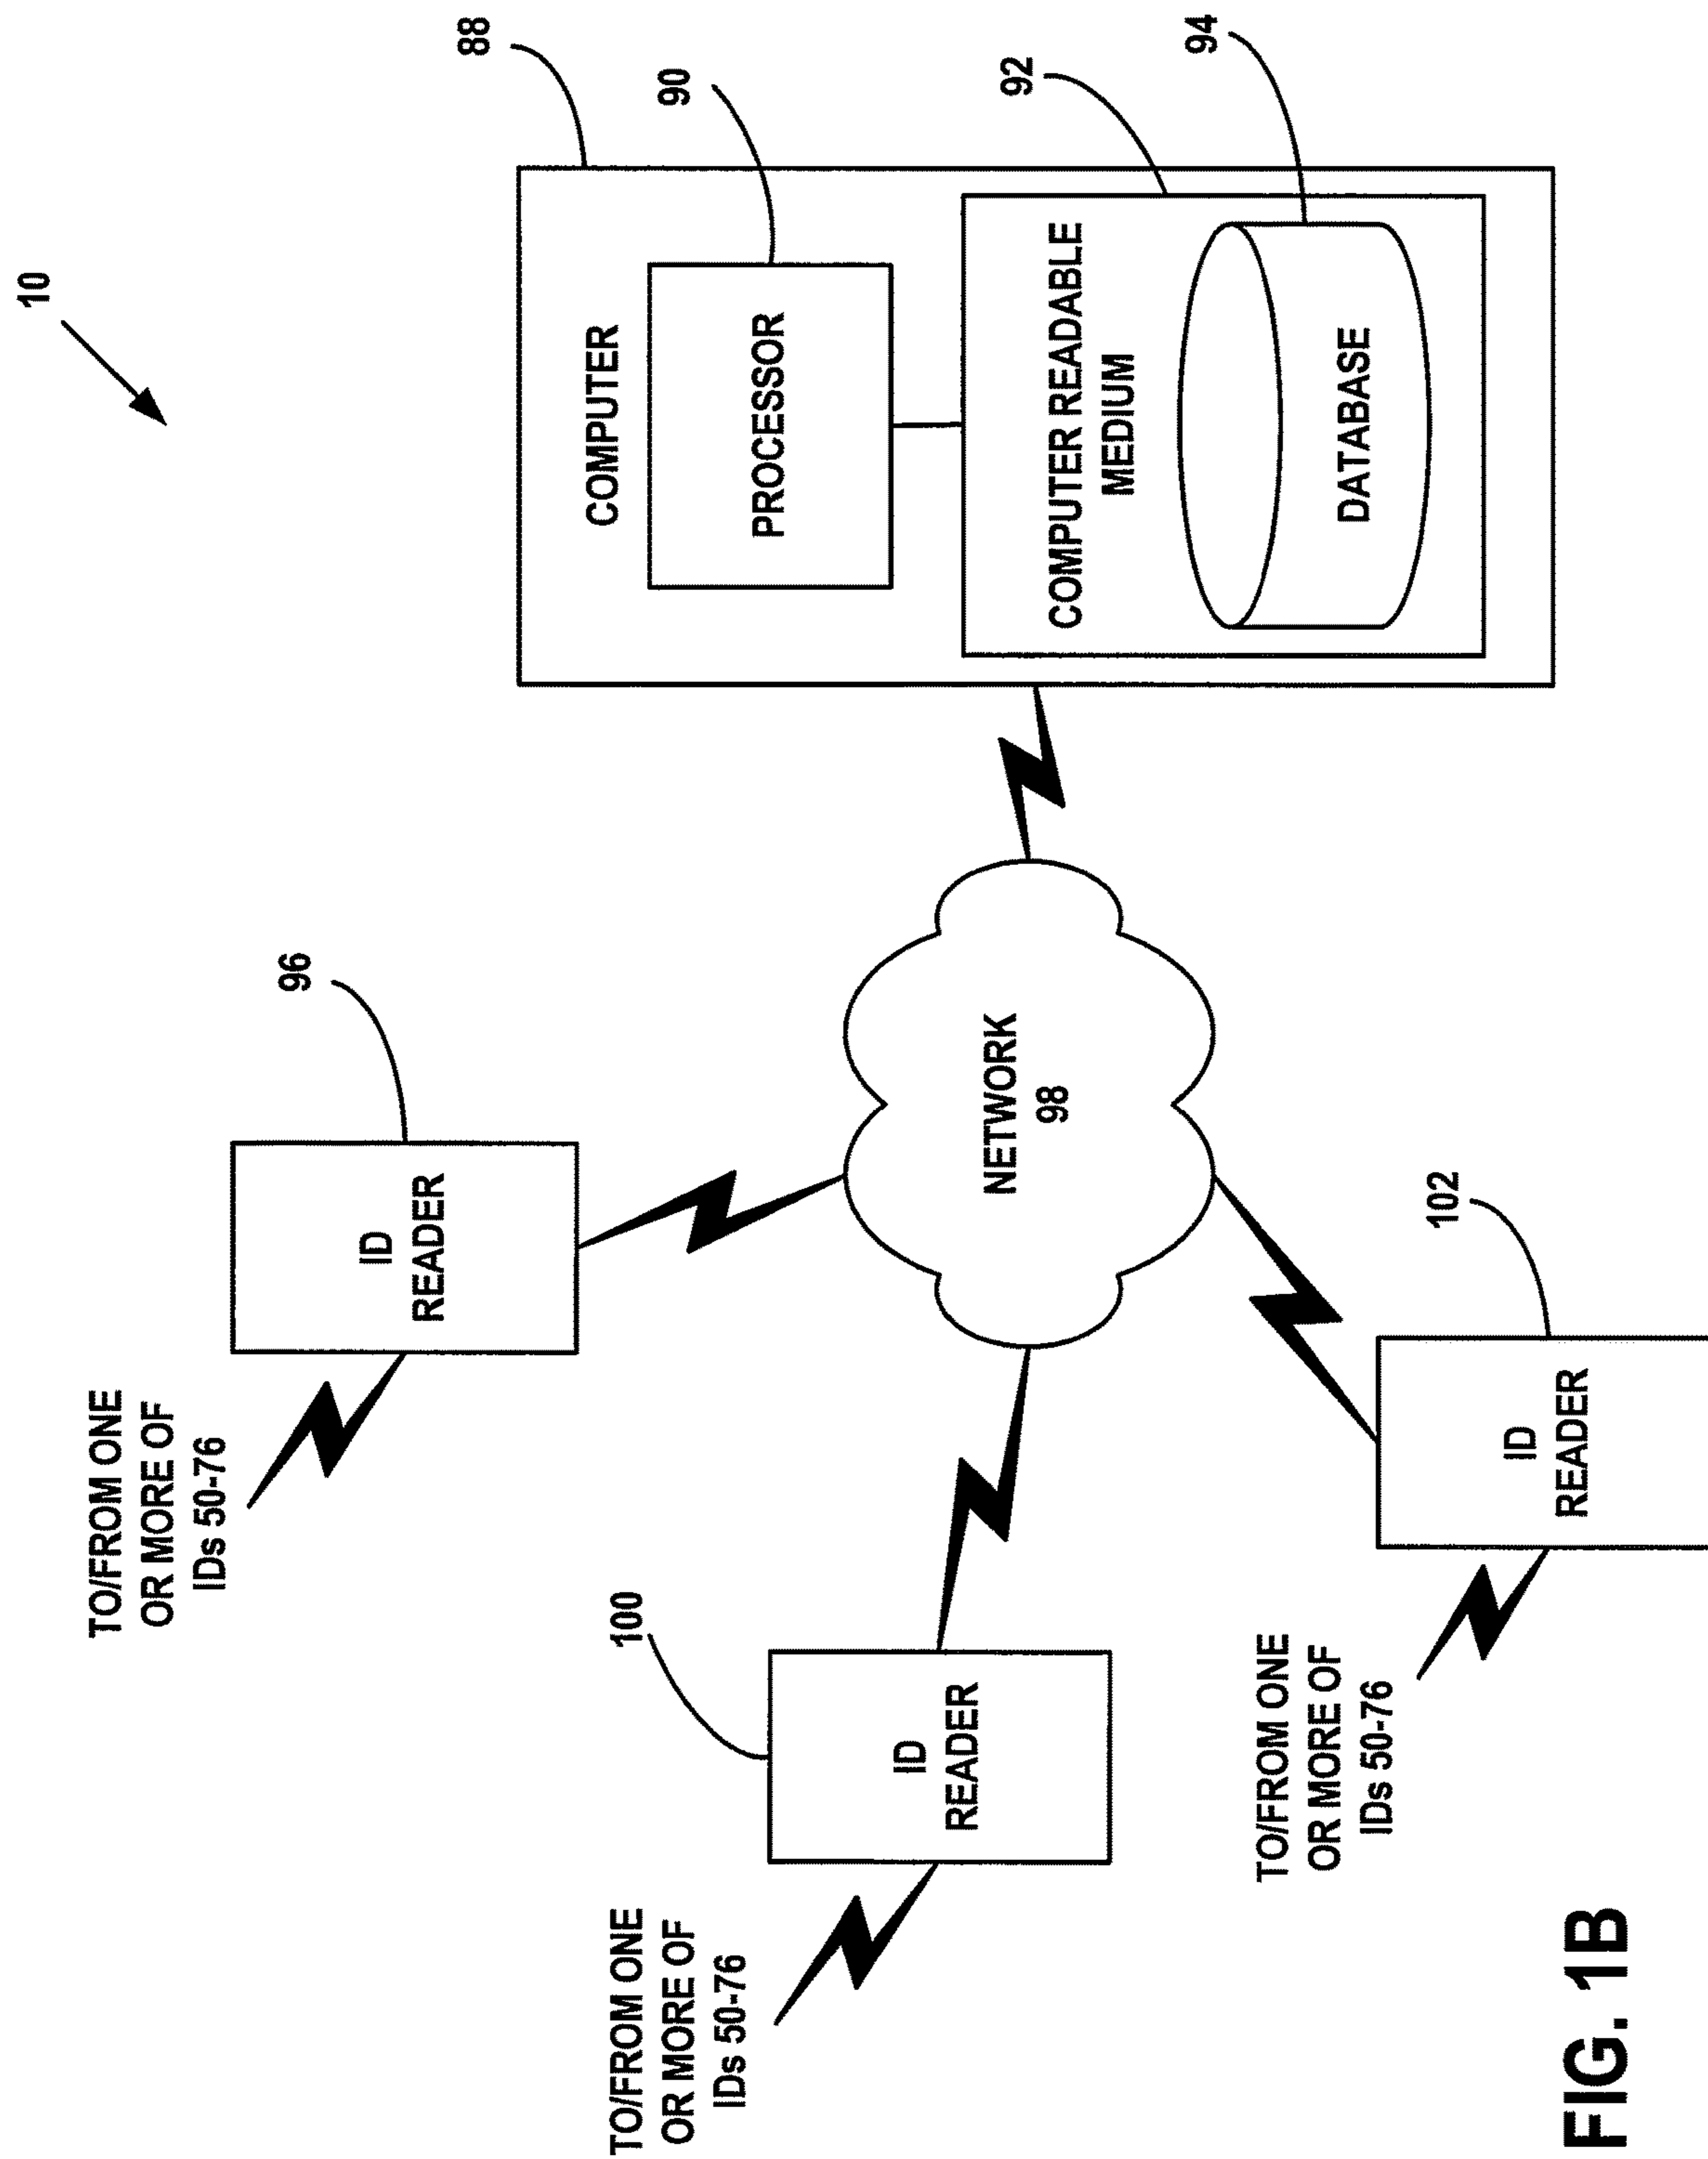 10
88
COMPUTER
90
PROCESSOR
92
COMPUTER READABLE
MEDIUM
94
DATABASE
96
ID
READER
TO/FROM ONE
OR MORE OF
IDs 50-76
NETWORK
98
100
ID
READER
TO/FROM ONE
OR MORE OF
IDs 50-76
102
ID
READER
TO/FROM ONE
OR MORE OF
IDs 50-76
FIG. 1B